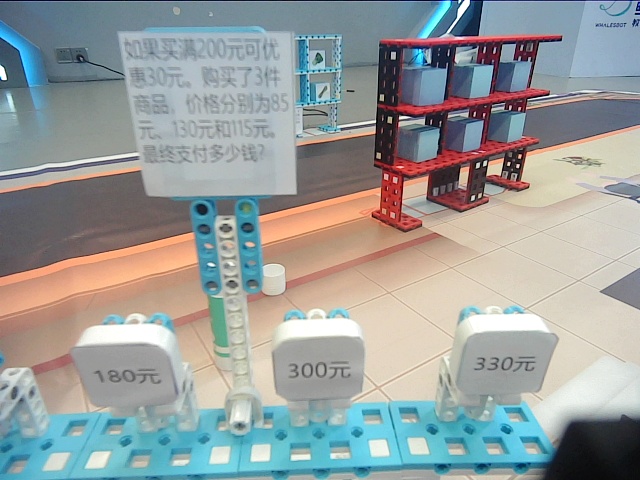 如果买满200元可优
惠30元。购买了3件
商品，价格分别为85
元、130元和115元。
最终支付多少钱？
180元
300元
330元
WHALESBOT